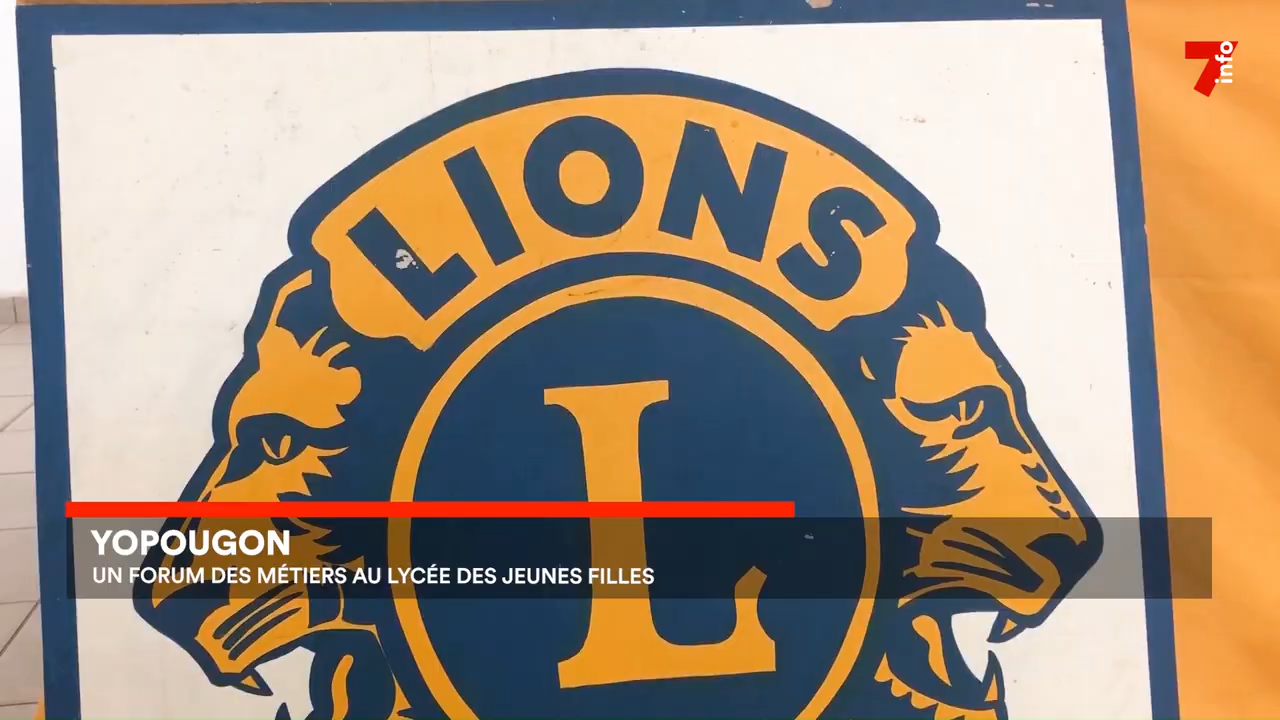 7info
LIONS
L
YOPOUGON
UN FORUM DES MÉTIERS AU LYCÉE DES JEUNES FILLES